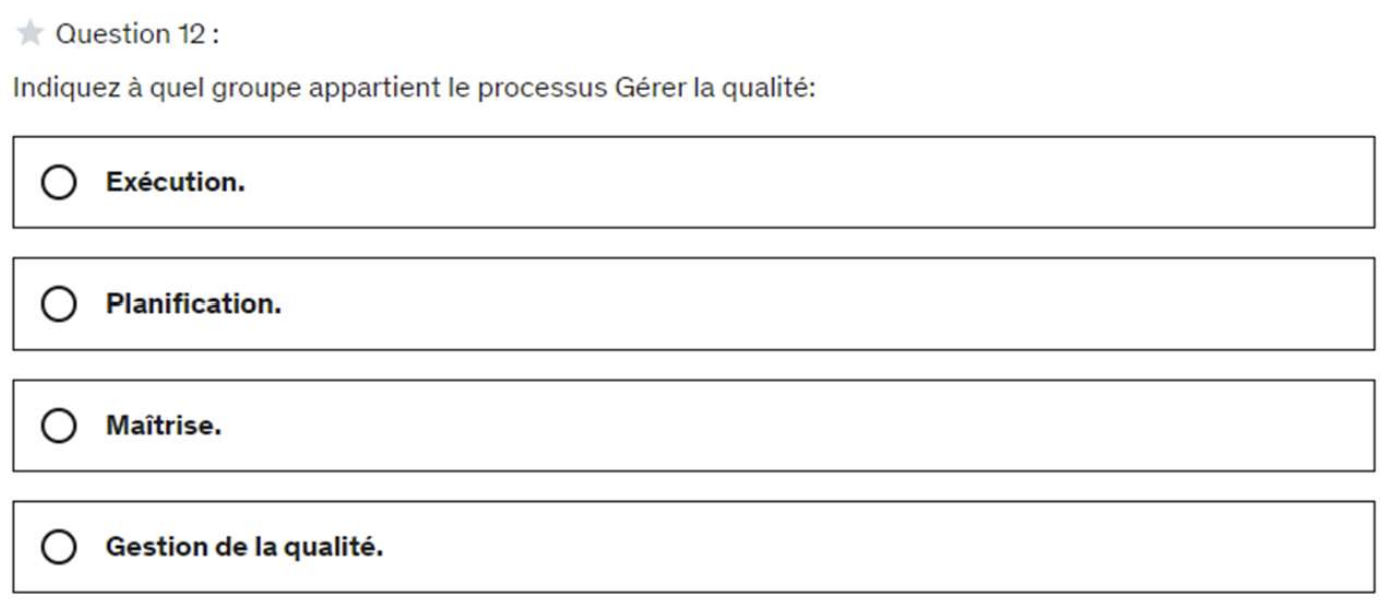 Question 12 :
Indiquez à quel groupe appartient le processus Gérer la qualité:
Exécution.
Planification.
Maîtrise.
Gestion de la qualité.